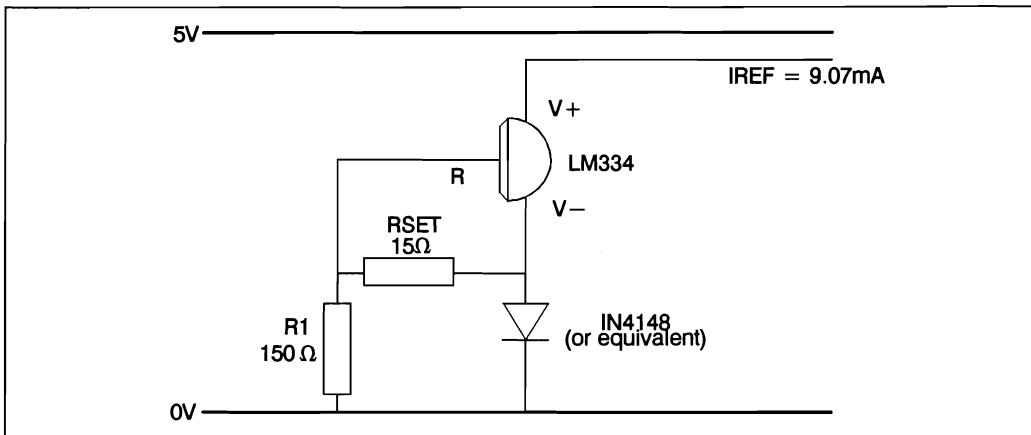 5V
IREF = 9.07mA
V+
LM334
R
V−
RSET
15Ω
R1
150 Ω
IN4148
(or equivalent)
0V